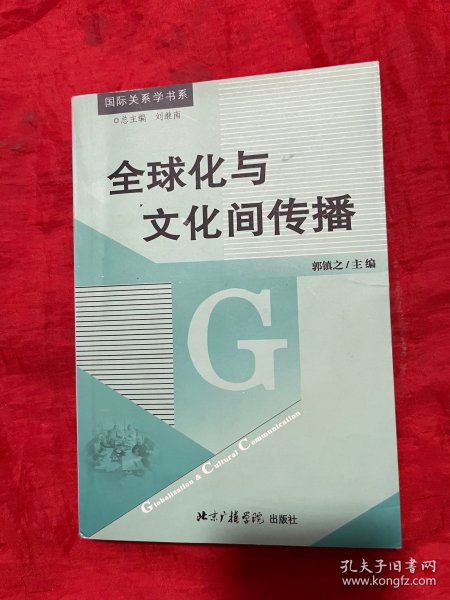 国际关系学书系
总主编 刘继南
全球化与
文化间传播
郭镇之/主编
G
Globalization & Cultural Communication
北京广播学院 出版社
孔夫子旧书网
www.kongfz.com